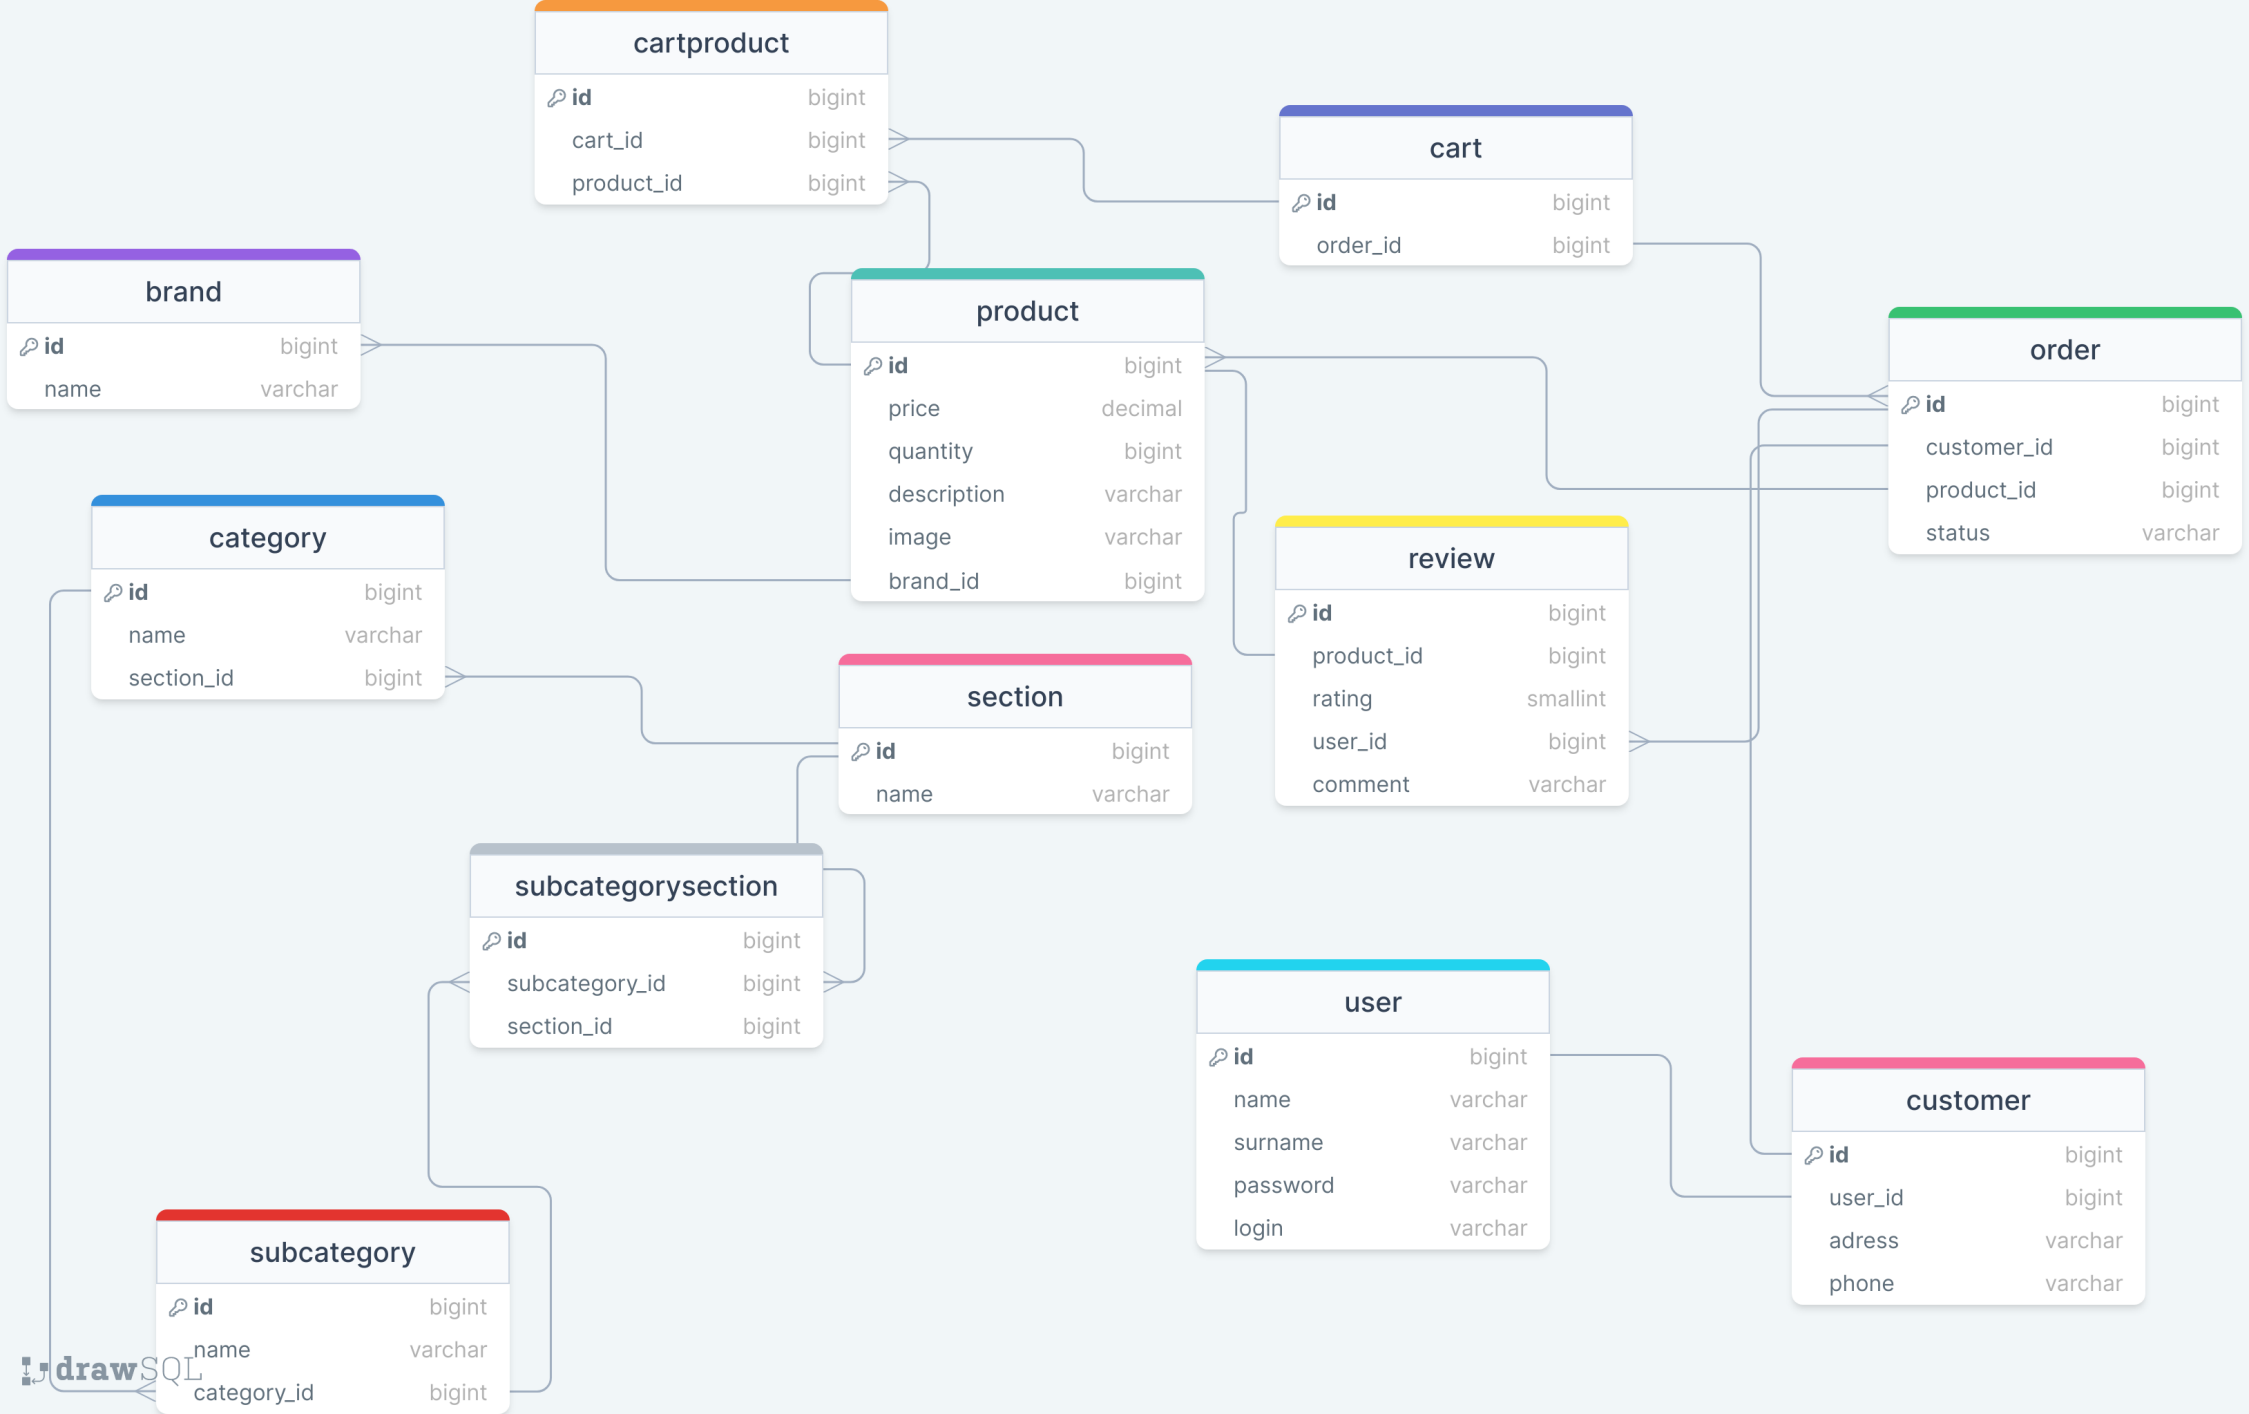 cartproduct
id bigint
cart_id bigint
product_id bigint
cart
id bigint
order_id bigint
brand
id bigint
name varchar
product
id bigint
price decimal
quantity bigint
description varchar
image varchar
brand_id bigint
order
id bigint
customer_id bigint
product_id bigint
status varchar
category
id bigint
name varchar
section_id bigint
review
id bigint
product_id bigint
rating smallint
user_id bigint
comment varchar
section
id bigint
name varchar
subcategorysection
id bigint
subcategory_id bigint
section_id bigint
user
id bigint
name varchar
surname varchar
password varchar
login varchar
customer
id bigint
user_id bigint
adress varchar
phone varchar
subcategory
id bigint
name varchar
category_id bigint
drawSQL